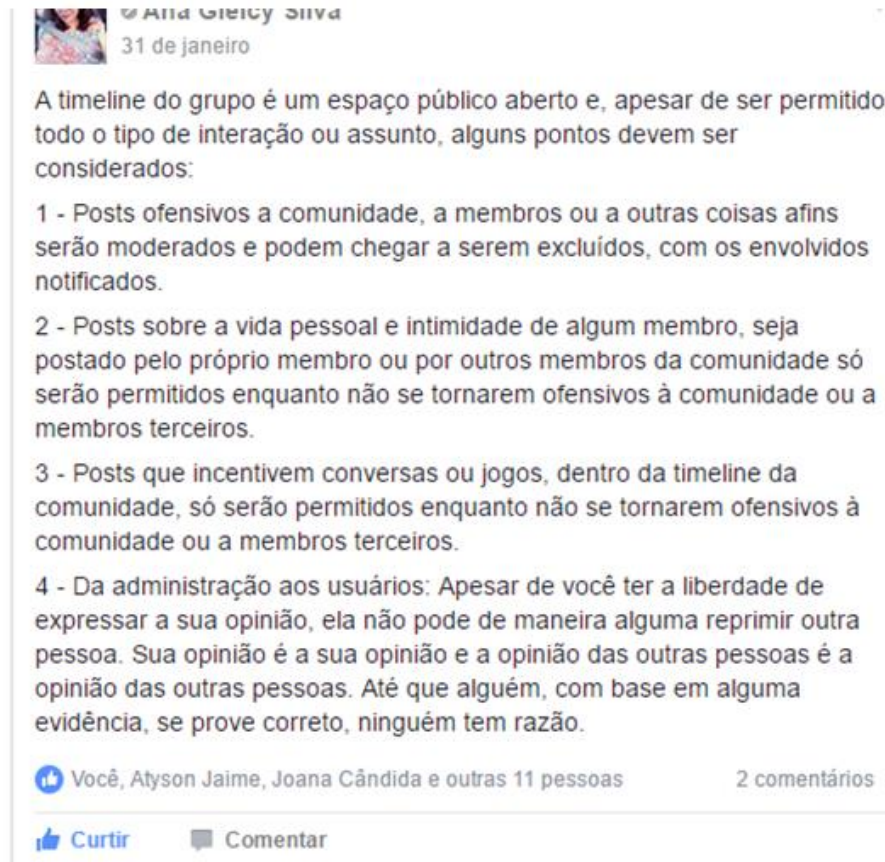 Ana Gleicy Silva
31 de janeiro
A timeline do grupo é um espaço público aberto e, apesar de ser permitido
todo o tipo de interação ou assunto, alguns pontos devem ser
considerados:
1 - Posts ofensivos a comunidade, a membros ou a outras coisas afins
serão moderados e podem chegar a serem excluídos, com os envolvidos
notificados.
2 - Posts sobre a vida pessoal e intimidade de algum membro, seja
postado pelo próprio membro ou por outros membros da comunidade só
serão permitidos enquanto não se tornarem ofensivos à comunidade ou a
membros terceiros.
3 - Posts que incentivem conversas ou jogos, dentro da timeline da
comunidade, só serão permitidos enquanto não se tornarem ofensivos à
comunidade ou a membros terceiros.
4 - Da administração aos usuários: Apesar de você ter a liberdade de
expressar a sua opinião, ela não pode de maneira alguma reprimir outra
pessoa. Sua opinião é a sua opinião e a opinião das outras pessoas é a
opinião das outras pessoas. Até que alguém, com base em alguma
evidência, se prove correto, ninguém tem razão.
Você, Atyson Jaime, Joana Cândida e outras 11 pessoas 2 comentários
Curtir Comentar